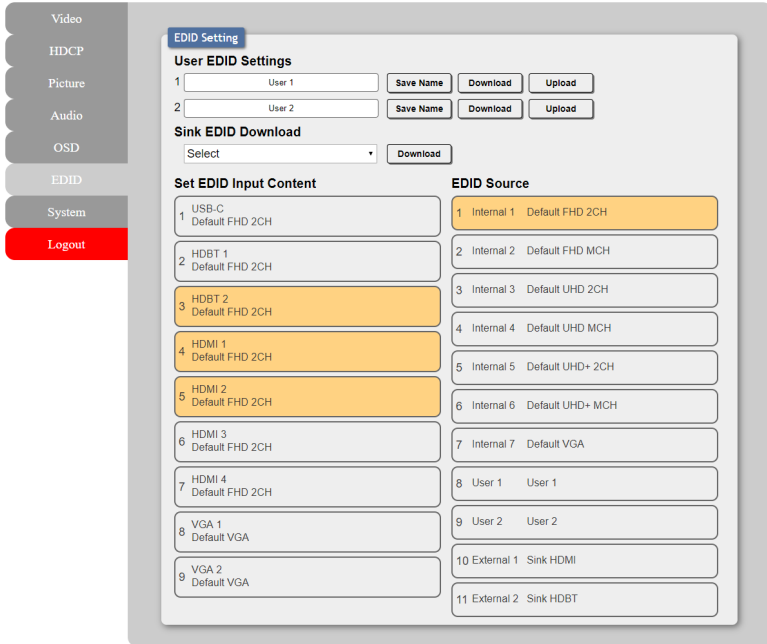 Video
HDCP
Picture
Audio
OSD
EDID
System
Logout
EDID Setting
User EDID Settings
1 User 1 Save Name Download Upload
2 User 2 Save Name Download Upload
Sink EDID Download
Select Download
Set EDID Input Content
1 USB-C
Default FHD 2CH
2 HDBT 1
Default FHD 2CH
3 HDBT 2
Default FHD 2CH
4 HDMI 1
Default FHD 2CH
5 HDMI 2
Default FHD 2CH
6 HDMI 3
Default FHD 2CH
7 HDMI 4
Default FHD 2CH
8 VGA 1
Default VGA
9 VGA 2
Default VGA
EDID Source
1 Internal 1 Default FHD 2CH
2 Internal 2 Default FHD MCH
3 Internal 3 Default UHD 2CH
4 Internal 4 Default UHD MCH
5 Internal 5 Default UHD+ 2CH
6 Internal 6 Default UHD+ MCH
7 Internal 7 Default VGA
8 User 1 User 1
9 User 2 User 2
10 External 1 Sink HDMI
11 External 2 Sink HDBT